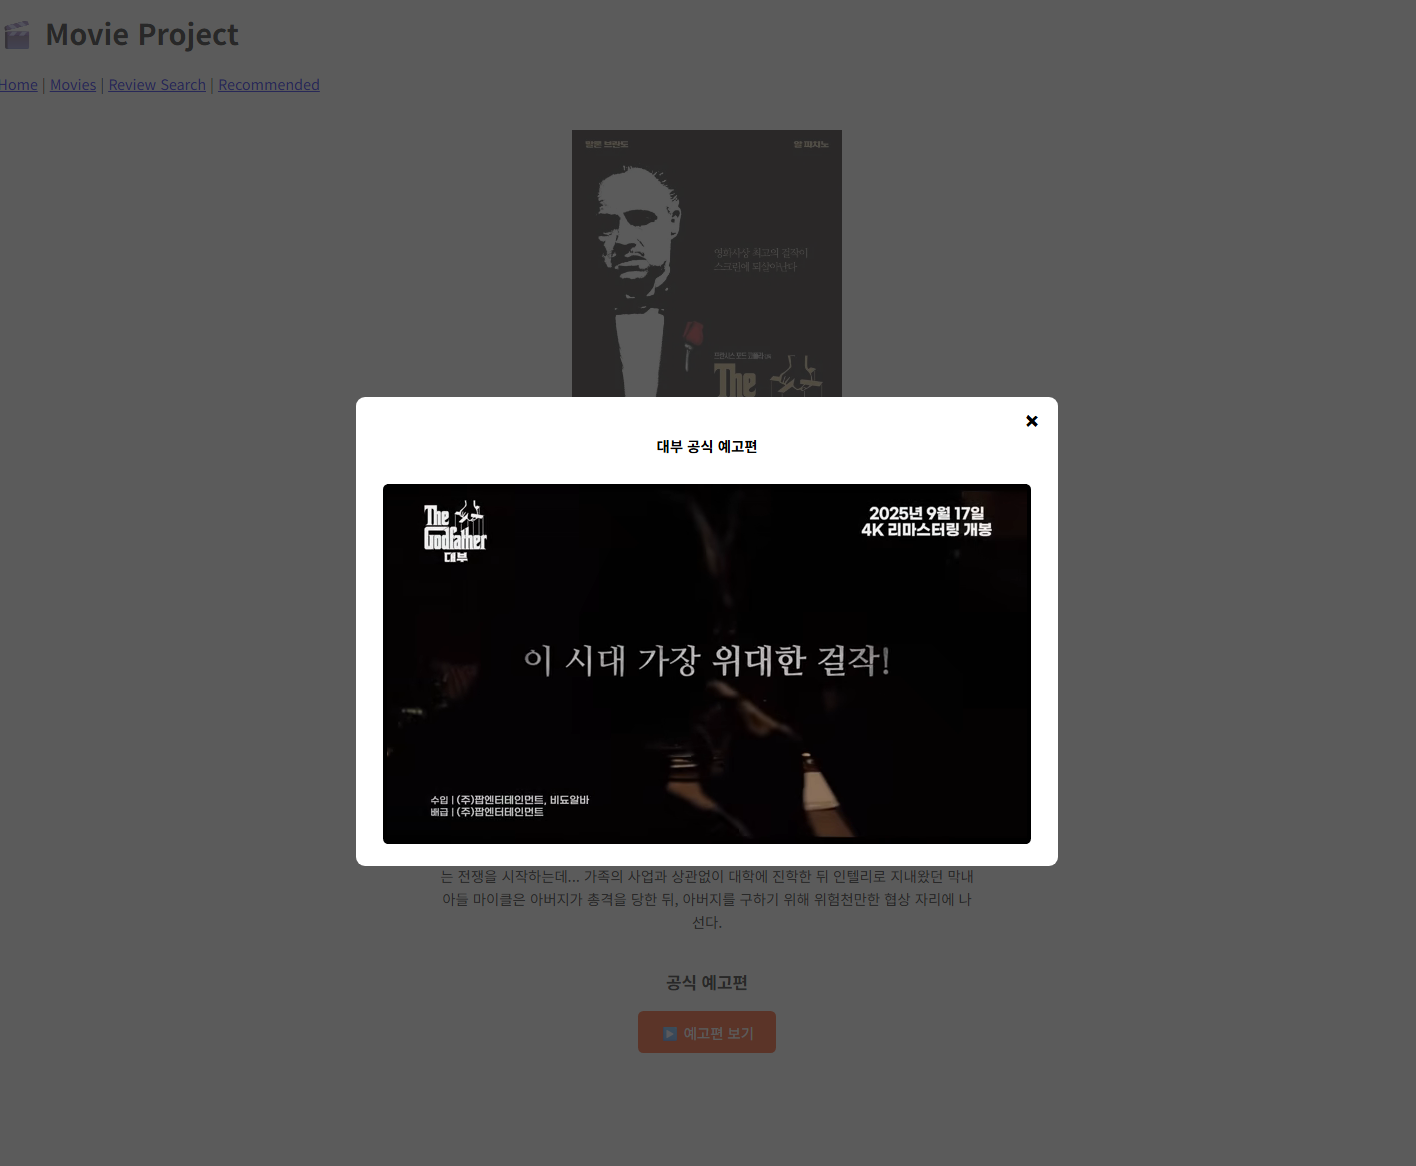 Movie Project
Home | Movies | Review Search | Recommended
말론 브란도
알 파치노
영화사상 최고의 걸작이
스크린에 되살아난다
The
대부 공식 예고편
The
Godfather
대부
2025년 9월 17일
4K 리마스터링 개봉
이 시대 가장 위대한 걸작!
수입 | (주)팝엔터테인먼트, 비됴알바
배급 | (주)팝엔터테인먼트
는 전쟁을 시작하는데... 가족의 사업과 상관없이 대학에 진학한 뒤 인텔리로 지내왔던 막내
아들 마이클은 아버지가 총격을 당한 뒤, 아버지를 구하기 위해 위험천만한 협상 자리에 나
선다.
공식 예고편
예고편 보기